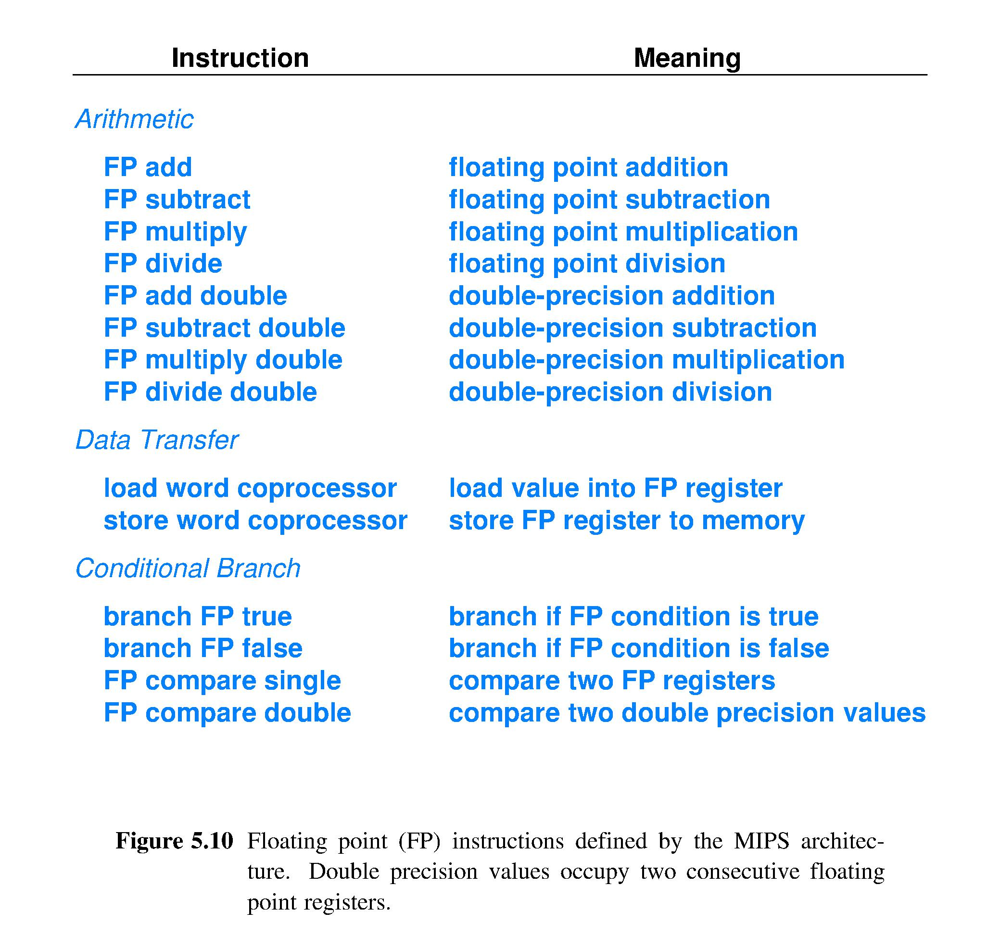 Instruction Meaning
Arithmetic
FP add floating point addition
FP subtract floating point subtraction
FP multiply floating point multiplication
FP divide floating point division
FP add double double-precision addition
FP subtract double double-precision subtraction
FP multiply double double-precision multiplication
FP divide double double-precision division
Data Transfer
load word coprocessor load value into FP register
store word coprocessor store FP register to memory
Conditional Branch
branch FP true branch if FP condition is true
branch FP false branch if FP condition is false
FP compare single compare two FP registers
FP compare double compare two double precision values
Figure 5.10 Floating point (FP) instructions defined by the MIPS architec-
ture. Double precision values occupy two consecutive floating
point registers.